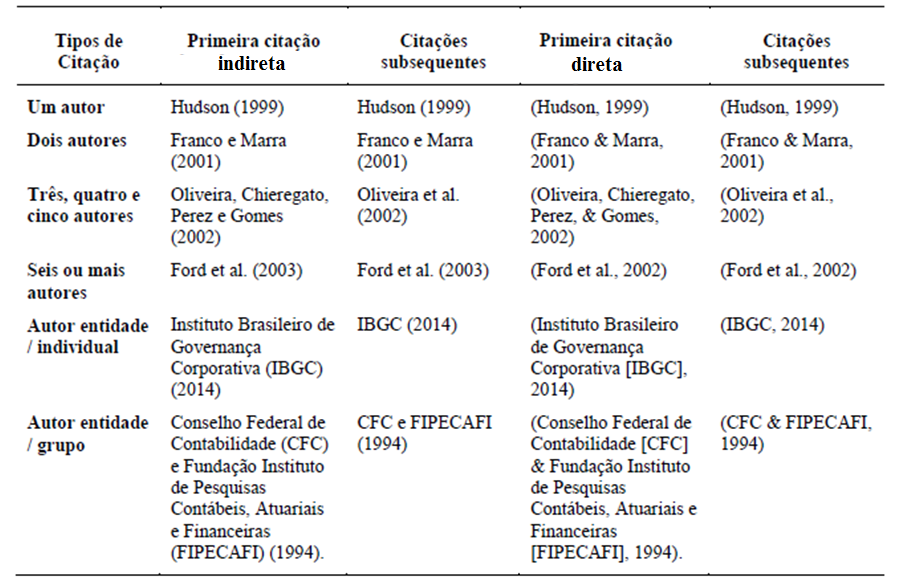 Tipos de Citação
Primeira citação indireta
Citações subsequentes
Primeira citação direta
Citações subsequentes
Um autor
Hudson (1999)
Hudson (1999)
(Hudson, 1999)
(Hudson, 1999)
Dois autores
Franco e Marra
(2001)
Franco e Marra
(2001)
(Franco & Marra,
2001)
(Franco & Marra,
2001)
Três, quatro e
cinco autores
Oliveira, Chieregato,
Perez e Gomes
(2002)
Oliveira et al.
(2002)
(Oliveira, Chieregato,
Perez, & Gomes,
2002)
(Oliveira et al.,
2002)
Seis ou mais
autores
Ford et al. (2003)
Ford et al. (2003)
(Ford et al., 2002)
(Ford et al., 2002)
Autor entidade
/ individual
Instituto Brasileiro de
Governança
Corporativa (IBGC)
(2014)
IBGC (2014)
(Instituto Brasileiro
de Governança
Corporativa [IBGC],
2014)
(IBGC, 2014)
Autor entidade
/ grupo
Conselho Federal de
Contabilidade (CFC)
e Fundação Instituto
de Pesquisas
Contábeis, Atuariais
e Financeiras
(FIPECAFI) (1994).
CFC e FIPECAFI
(1994)
(Conselho Federal de
Contabilidade [CFC]
& Fundação Instituto
de Pesquisas
Contábeis, Atuariais e
Financeiras
[FIPECAFI], 1994).
(CFC & FIPECAFI,
1994)